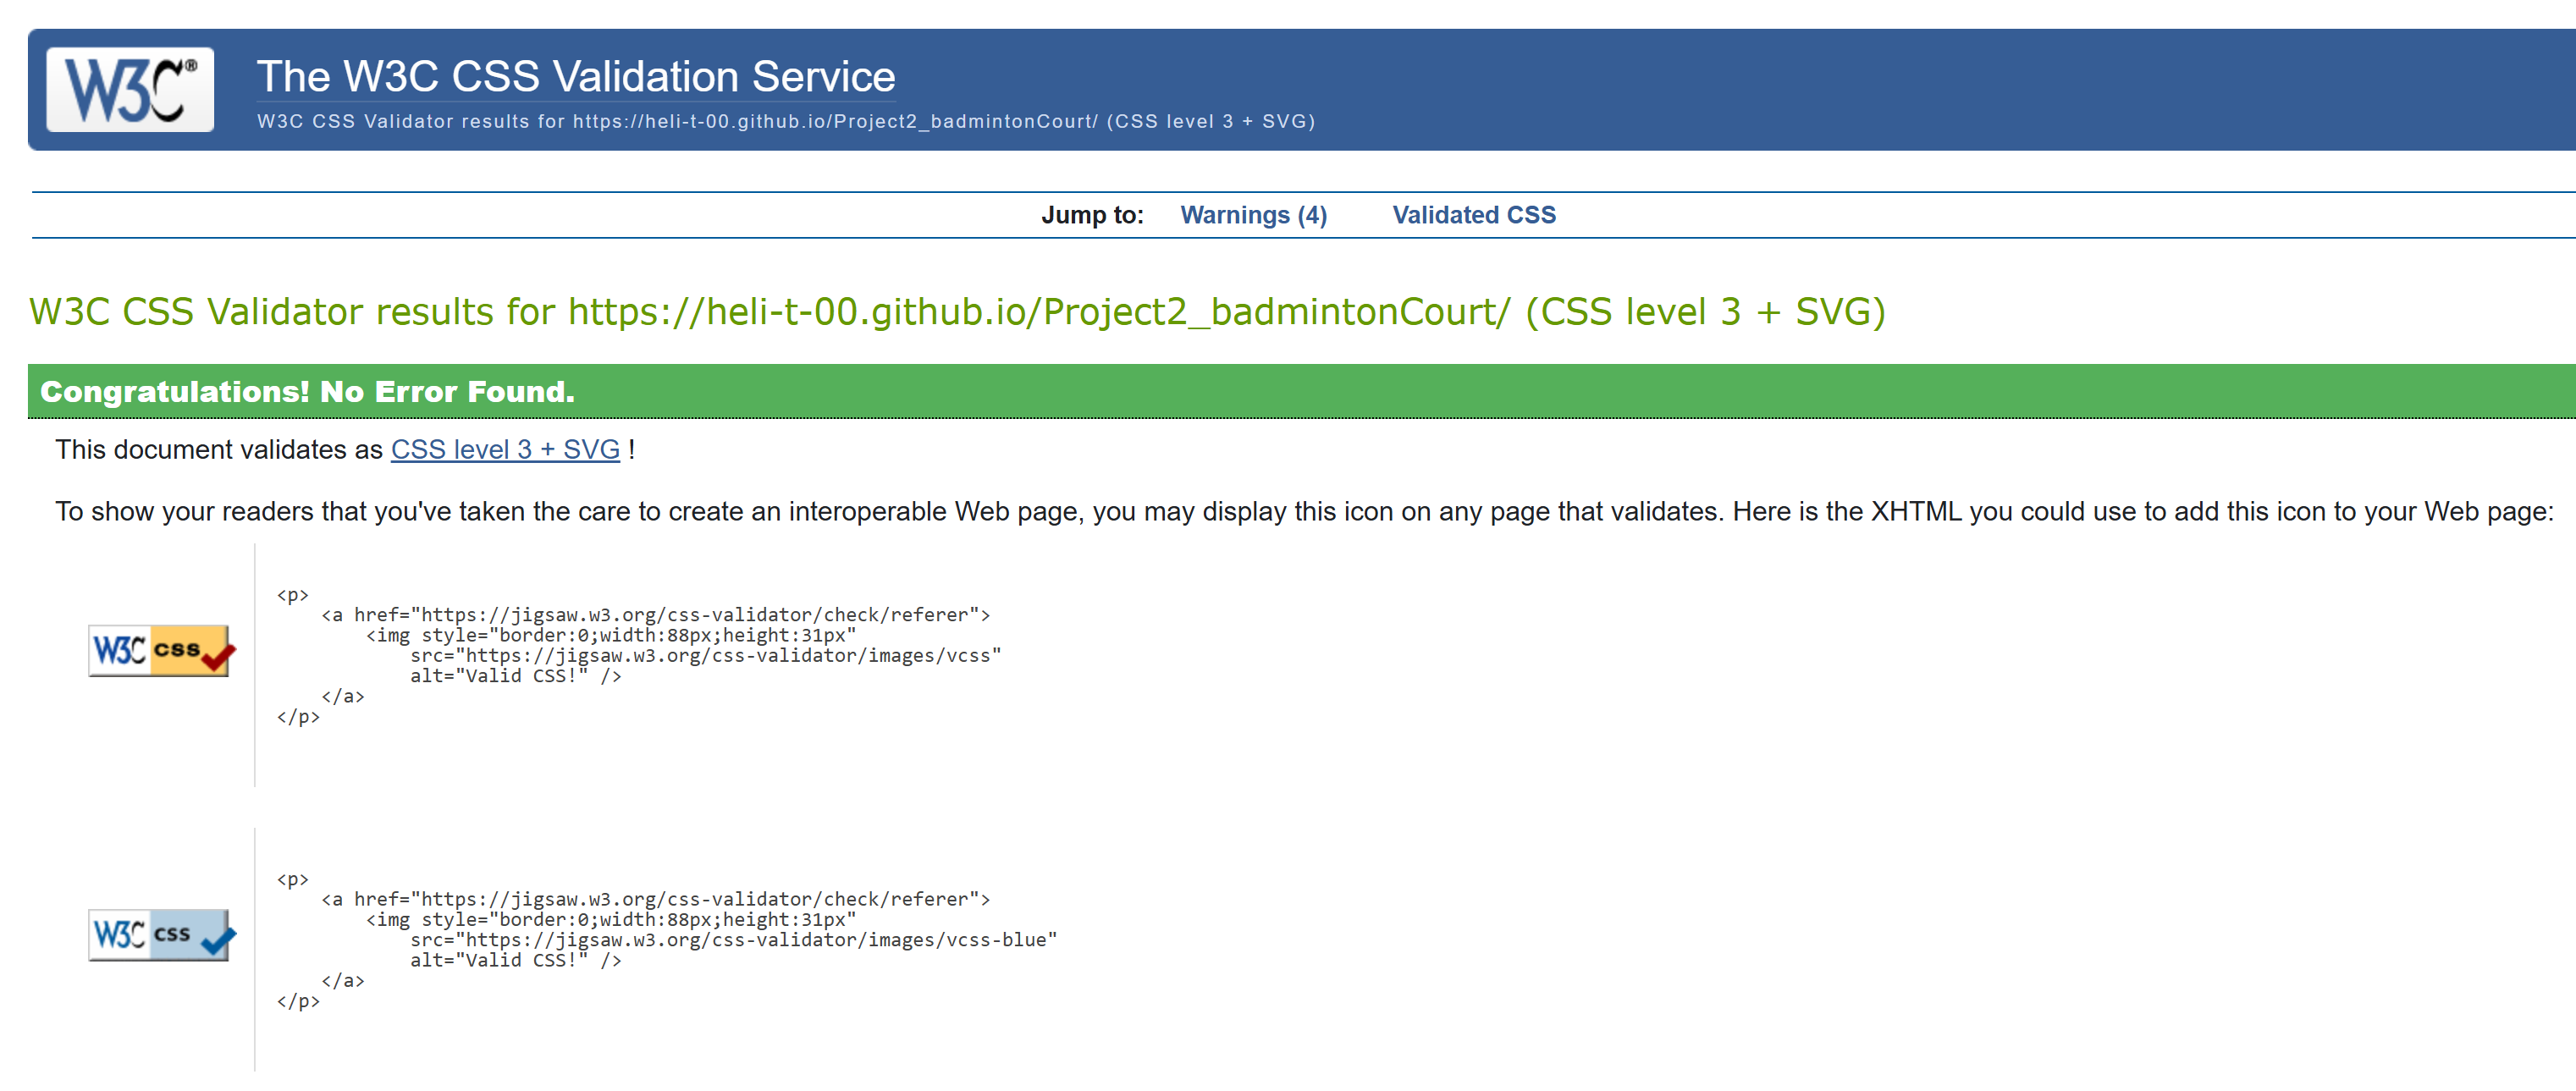 W3C®
The W3C CSS Validation Service
W3C CSS Validator results for https://heli-t-00.github.io/Project2_badmintonCourt/ (CSS level 3 + SVG)
Jump to: Warnings (4) Validated CSS
W3C CSS Validator results for https://heli-t-00.github.io/Project2_badmintonCourt/ (CSS level 3 + SVG)
Congratulations! No Error Found.
This document validates as CSS level 3 + SVG !
To show your readers that you've taken the care to create an interoperable Web page, you may display this icon on any page that validates. Here is the XHTML you could use to add this icon to your Web page:
W3C css
<p>
    <a href="https://jigsaw.w3.org/css-validator/check/referer">
        <img style="border:0;width:88px;height:31px"
            src="https://jigsaw.w3.org/css-validator/images/vcss"
            alt="Valid CSS!" />
    </a>
</p>
W3C css
<p>
    <a href="https://jigsaw.w3.org/css-validator/check/referer">
        <img style="border:0;width:88px;height:31px"
            src="https://jigsaw.w3.org/css-validator/images/vcss-blue"
            alt="Valid CSS!" />
    </a>
</p>